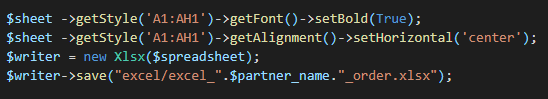 $sheet ->getStyle('A1:AH1')->getFont()->setBold(True);
$sheet ->getStyle('A1:AH1')->getAlignment()->setHorizontal('center');
$writer = new Xlsx($spreadsheet);
$writer->save("excel/excel_".$partner_name."_order.xlsx");